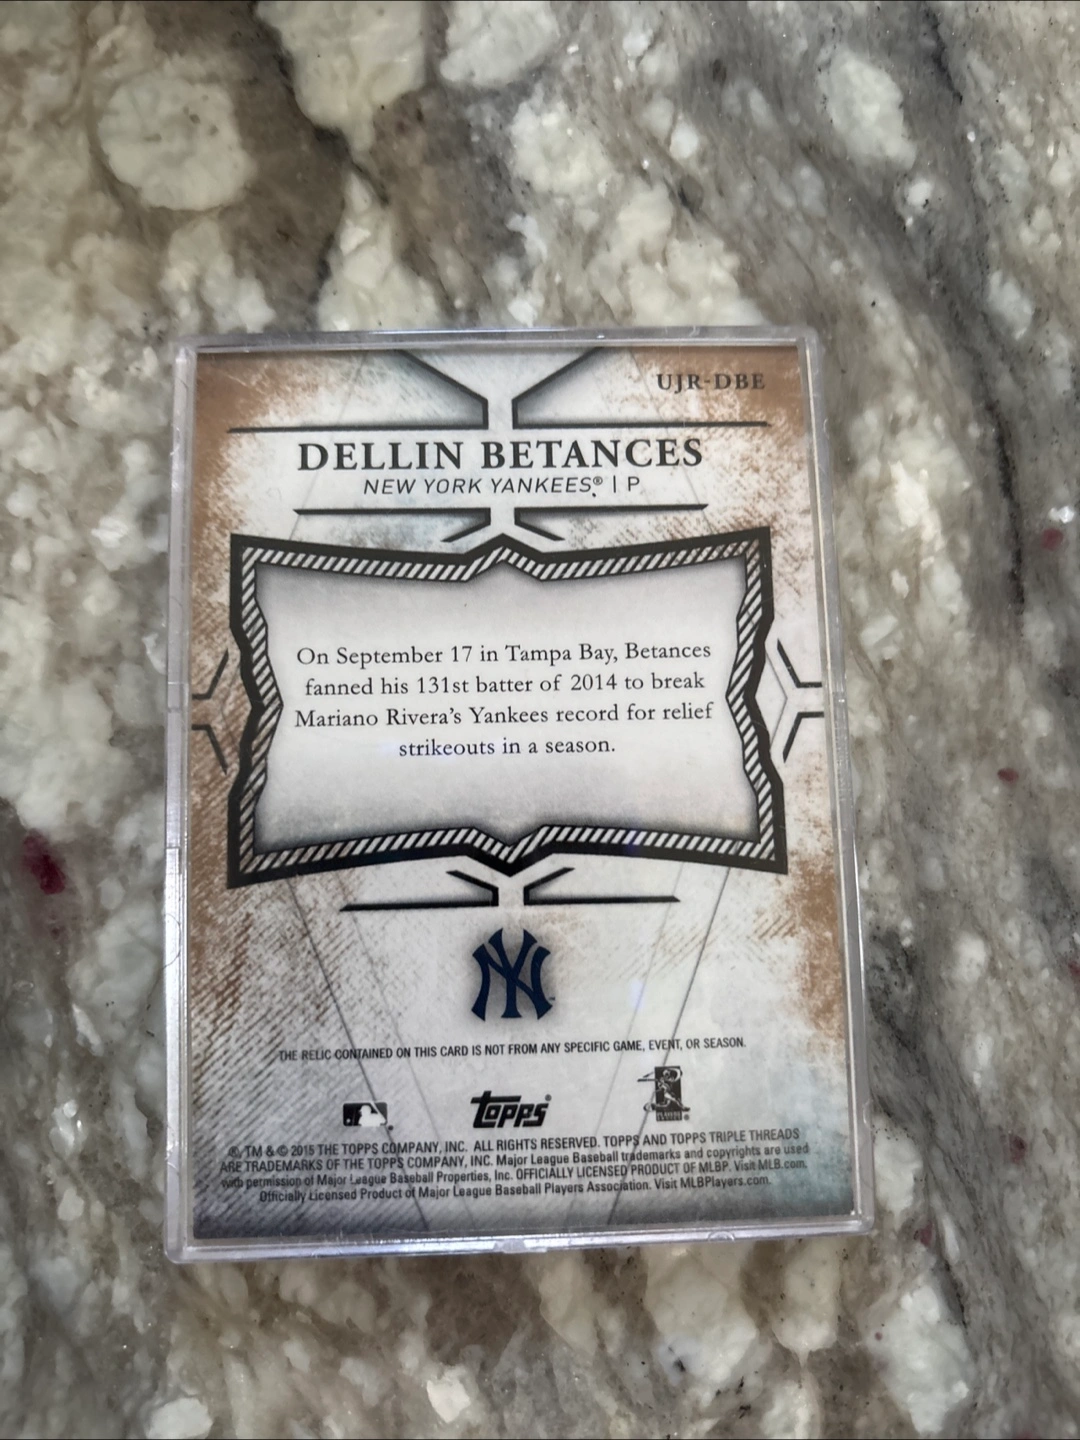 UJR-DBE
DELLIN BETANCES
NEW YORK YANKEES® | P
On September 17 in Tampa Bay, Betances
fanned his 131st batter of 2014 to break
Mariano Rivera's Yankees record for relief
strikeouts in a season.
NY
THE RELIC CONTAINED ON THIS CARD IS NOT FROM ANY SPECIFIC GAME, EVENT, OR SEASON.
Topps®
®/TM & © 2015 THE TOPPS COMPANY, INC. ALL RIGHTS RESERVED. TOPPS AND TOPPS TRIPLE THREADS
ARE TRADEMARKS OF THE TOPPS COMPANY, INC. Major League Baseball trademarks and copyrights are used
with permission of Major League Baseball Properties, Inc. OFFICIALLY LICENSED PRODUCT OF MLBP. Visit MLB.com.
Officially Licensed Product of Major League Baseball Players Association. Visit MLBPlayers.com.